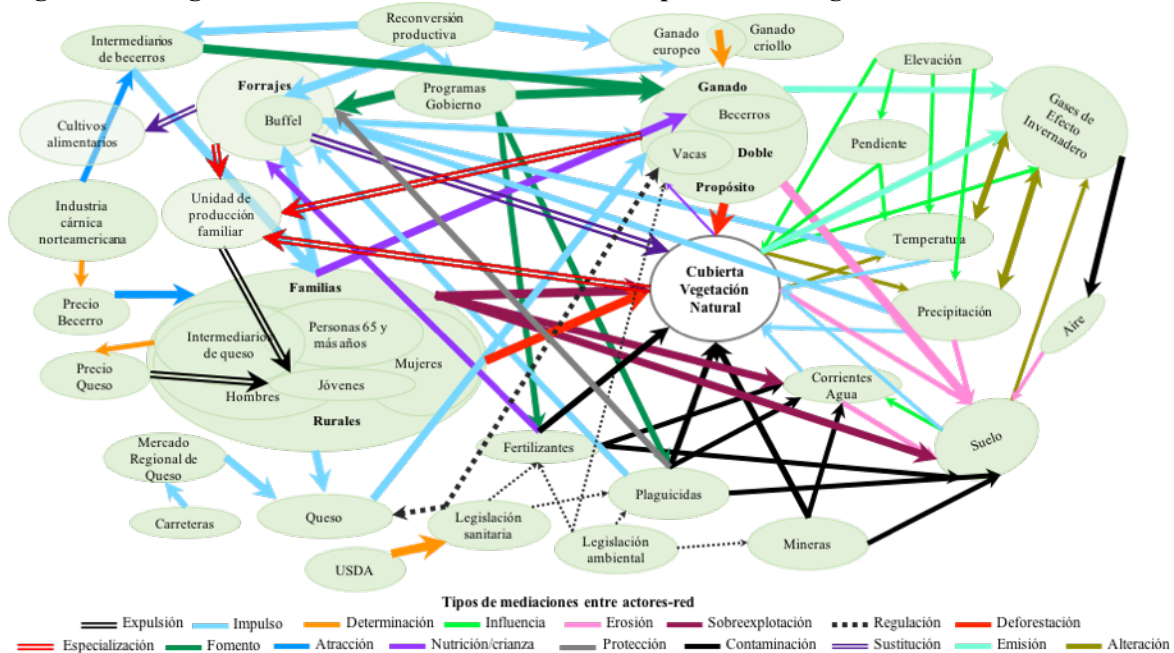 Reconversión
productiva
Intermediarios
de becerros
Ganado
europeo
Ganado
criollo
Elevación
Forrajes
Programas
Gobierno
Ganado
Becerros
Buffel
Cultivos
alimentarios
Gases de
Efecto
Invernadero
Pendiente
Vacas
Doble
Propósito
Unidad de
producción
familiar
Industria
cárnica
norteamericana
Temperatura
Cubierta
Vegetación
Natural
Familias
Precio
Becerro
Personas 65 y
más años
Precipitación
Aire
Intermediarios
de queso
Mujeres
Precio
Queso
Jóvenes
Hombres
Corrientes
Agua
Rurales
Suelo
Mercado
Regional de
Queso
Fertilizantes
Plaguicidas
Carreteras
Queso
Legislación
sanitaria
Legislación
ambiental
Mineras
USDA
Tipos de mediaciones entre actores-red
Expulsión Impulso Determinación Influencia Erosión Sobreexplotación Regulación Deforestación
Especialización Fomento Atracción Nutrición/crianza Protección Contaminación Sustitución Emisión Alteración